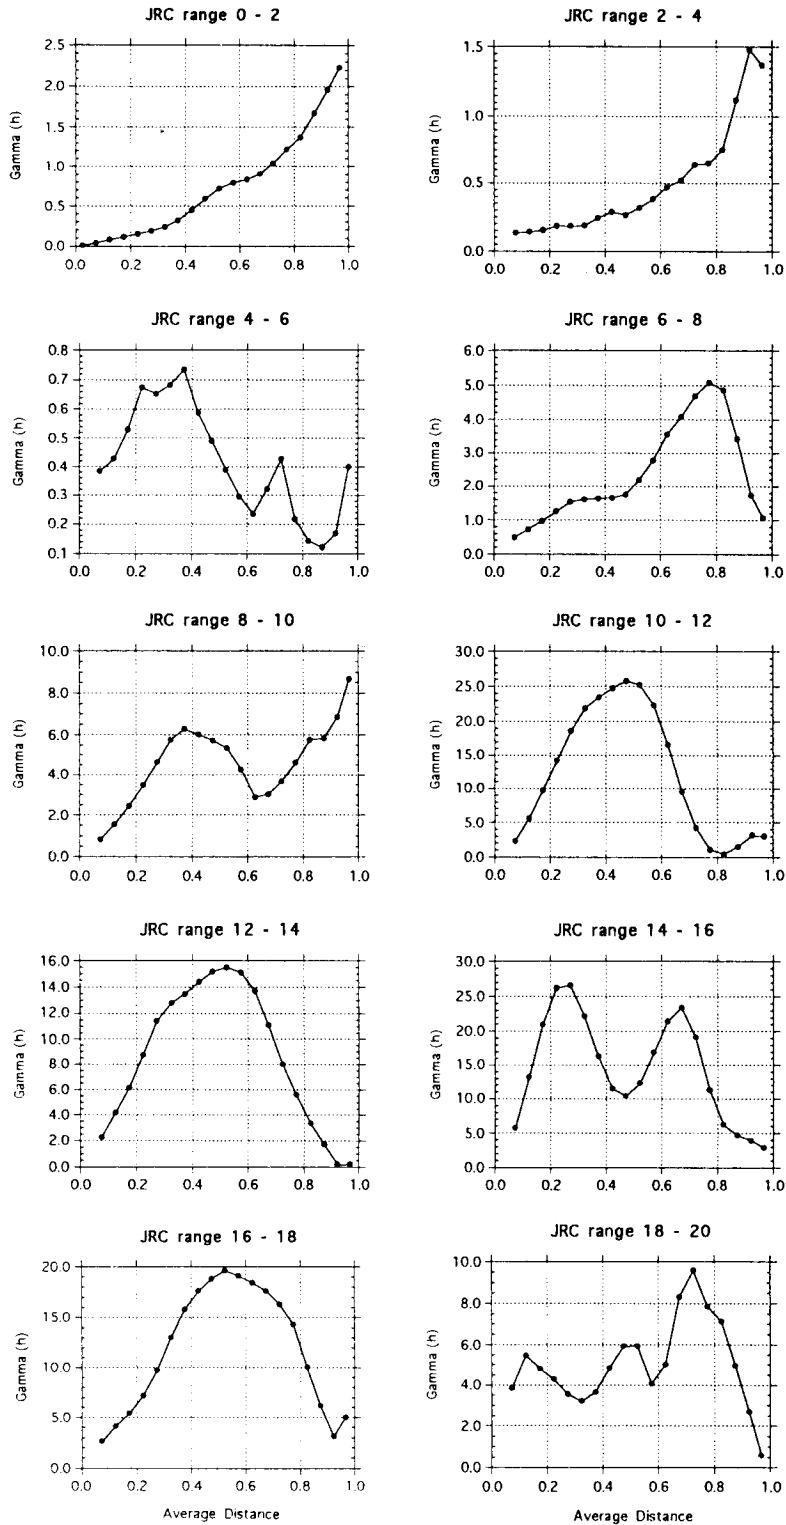 JRC range 0 - 2
Gamma (h)
2.5
2.0
1.5
1.0
0.5
0.0
0.0 0.2 0.4 0.6 0.8 1.0
JRC range 2 - 4
Gamma (h)
1.5
1.0
0.5
0.0
0.0 0.2 0.4 0.6 0.8 1.0
JRC range 4 - 6
Gamma (h)
0.8
0.7
0.6
0.5
0.4
0.3
0.2
0.1
0.0 0.2 0.4 0.6 0.8 1.0
JRC range 6 - 8
Gamma (h)
6.0
5.0
4.0
3.0
2.0
1.0
0.0
0.0 0.2 0.4 0.6 0.8 1.0
JRC range 8 - 10
Gamma (h)
10.0
8.0
6.0
4.0
2.0
0.0
0.0 0.2 0.4 0.6 0.8 1.0
JRC range 10 - 12
Gamma (h)
30.0
25.0
20.0
15.0
10.0
5.0
0.0
0.0 0.2 0.4 0.6 0.8 1.0
JRC range 12 - 14
Gamma (h)
16.0
14.0
12.0
10.0
8.0
6.0
4.0
2.0
0.0
0.0 0.2 0.4 0.6 0.8 1.0
JRC range 14 - 16
Gamma (h)
30.0
25.0
20.0
15.0
10.0
5.0
0.0
0.0 0.2 0.4 0.6 0.8 1.0
JRC range 16 - 18
Gamma (h)
20.0
15.0
10.0
5.0
0.0
0.0 0.2 0.4 0.6 0.8 1.0
Average Distance
JRC range 18 - 20
Gamma (h)
10.0
8.0
6.0
4.0
2.0
0.0
0.0 0.2 0.4 0.6 0.8 1.0
Average Distance